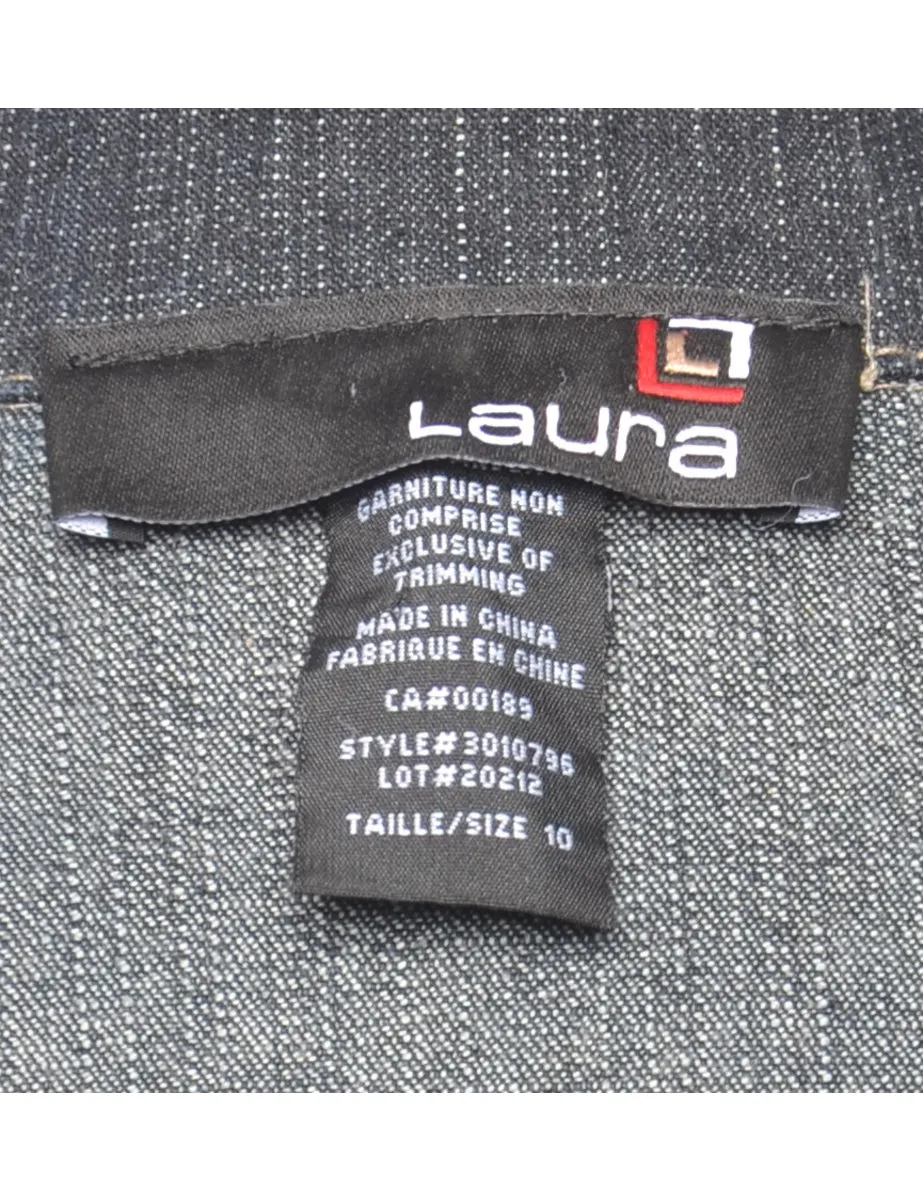 Laura
GARNITURE NON
COMPRISE
EXCLUSIVE OF
TRIMMING
MADE IN CHINA
FABRIQUE EN CHINE
CA#00189
STYLE#3010796
LOT#20212
TAILLE/SIZE 10